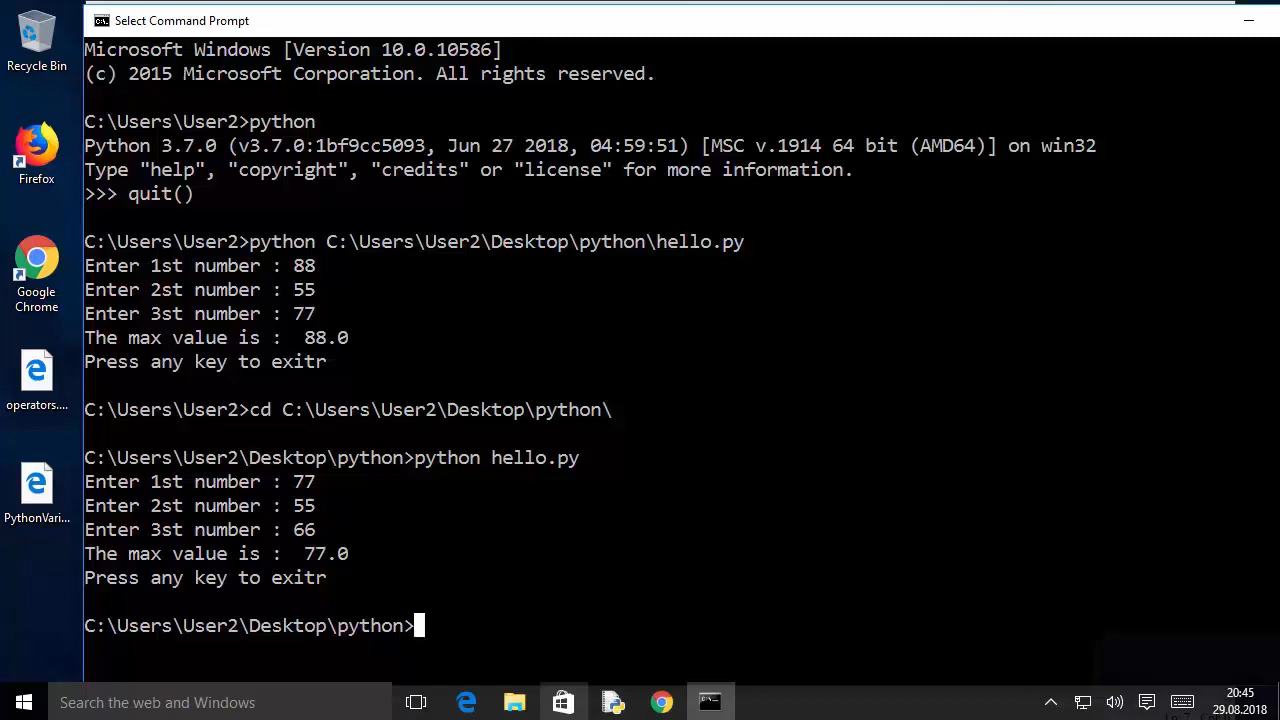 Select Command Prompt
Microsoft Windows [Version 10.0.10586]
(c) 2015 Microsoft Corporation. All rights reserved.
C:\Users\User2>python
Python 3.7.0 (v3.7.0:1bf9cc5093, Jun 27 2018, 04:59:51) [MSC v.1914 64 bit (AMD64)] on win32
Type "help", "copyright", "credits" or "license" for more information.
>>> quit()
C:\Users\User2>python C:\Users\User2\Desktop\python\hello.py
Enter 1st number : 88
Enter 2st number : 55
Enter 3st number : 77
The max value is :  88.0
Press any key to exitr
C:\Users\User2>cd C:\Users\User2\Desktop\python\
C:\Users\User2\Desktop\python>python hello.py
Enter 1st number : 77
Enter 2st number : 55
Enter 3st number : 66
The max value is :  77.0
Press any key to exitr
C:\Users\User2\Desktop\python>
Recycle Bin
Firefox
Google
Chrome
operators....
PythonVari...
Search the web and Windows
20:45
29.08.2018